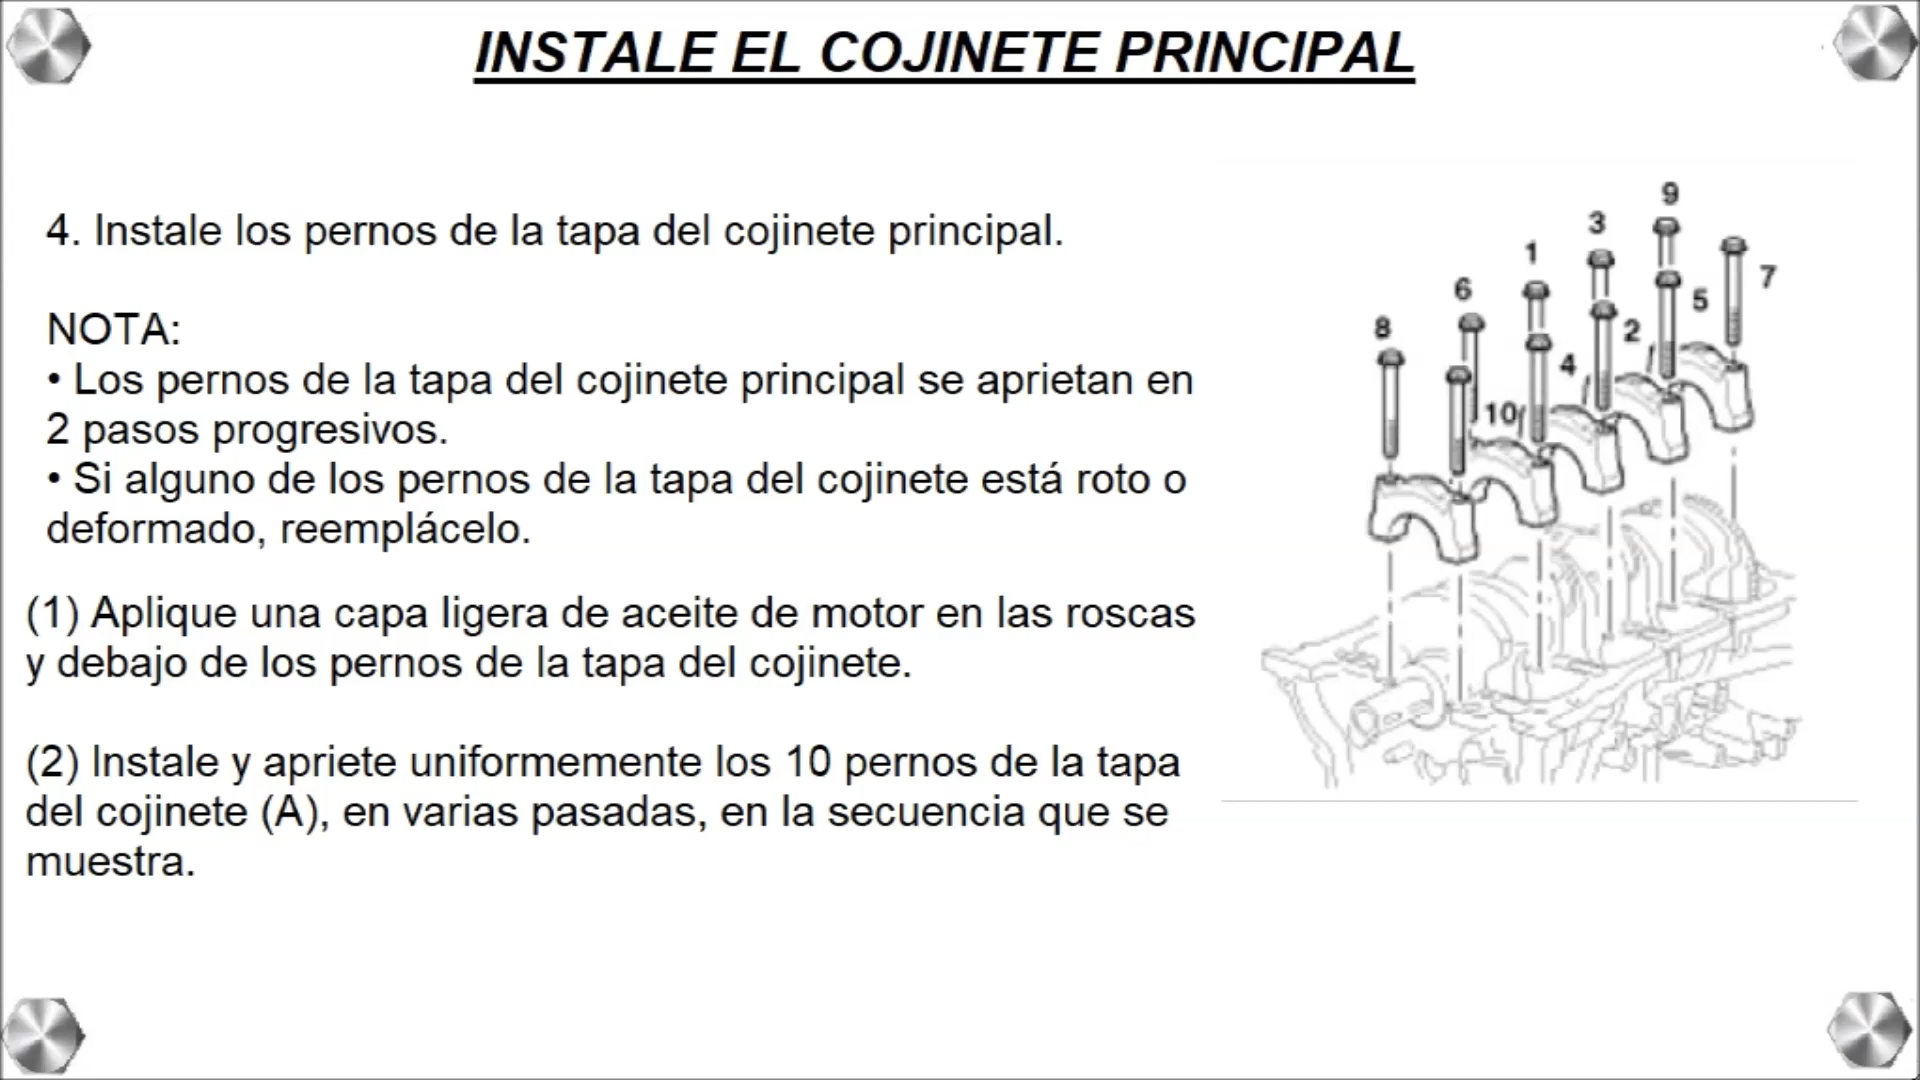 INSTALE EL COJINETE PRINCIPAL
4. Instale los pernos de la tapa del cojinete principal.
NOTA:
• Los pernos de la tapa del cojinete principal se aprietan en
2 pasos progresivos.
• Si alguno de los pernos de la tapa del cojinete está roto o
deformado, reemplácelo.
(1) Aplique una capa ligera de aceite de motor en las roscas
y debajo de los pernos de la tapa del cojinete.
(2) Instale y apriete uniformemente los 10 pernos de la tapa
del cojinete (A), en varias pasadas, en la secuencia que se
muestra.
9
3
1
7
6
5
8
2
4
10